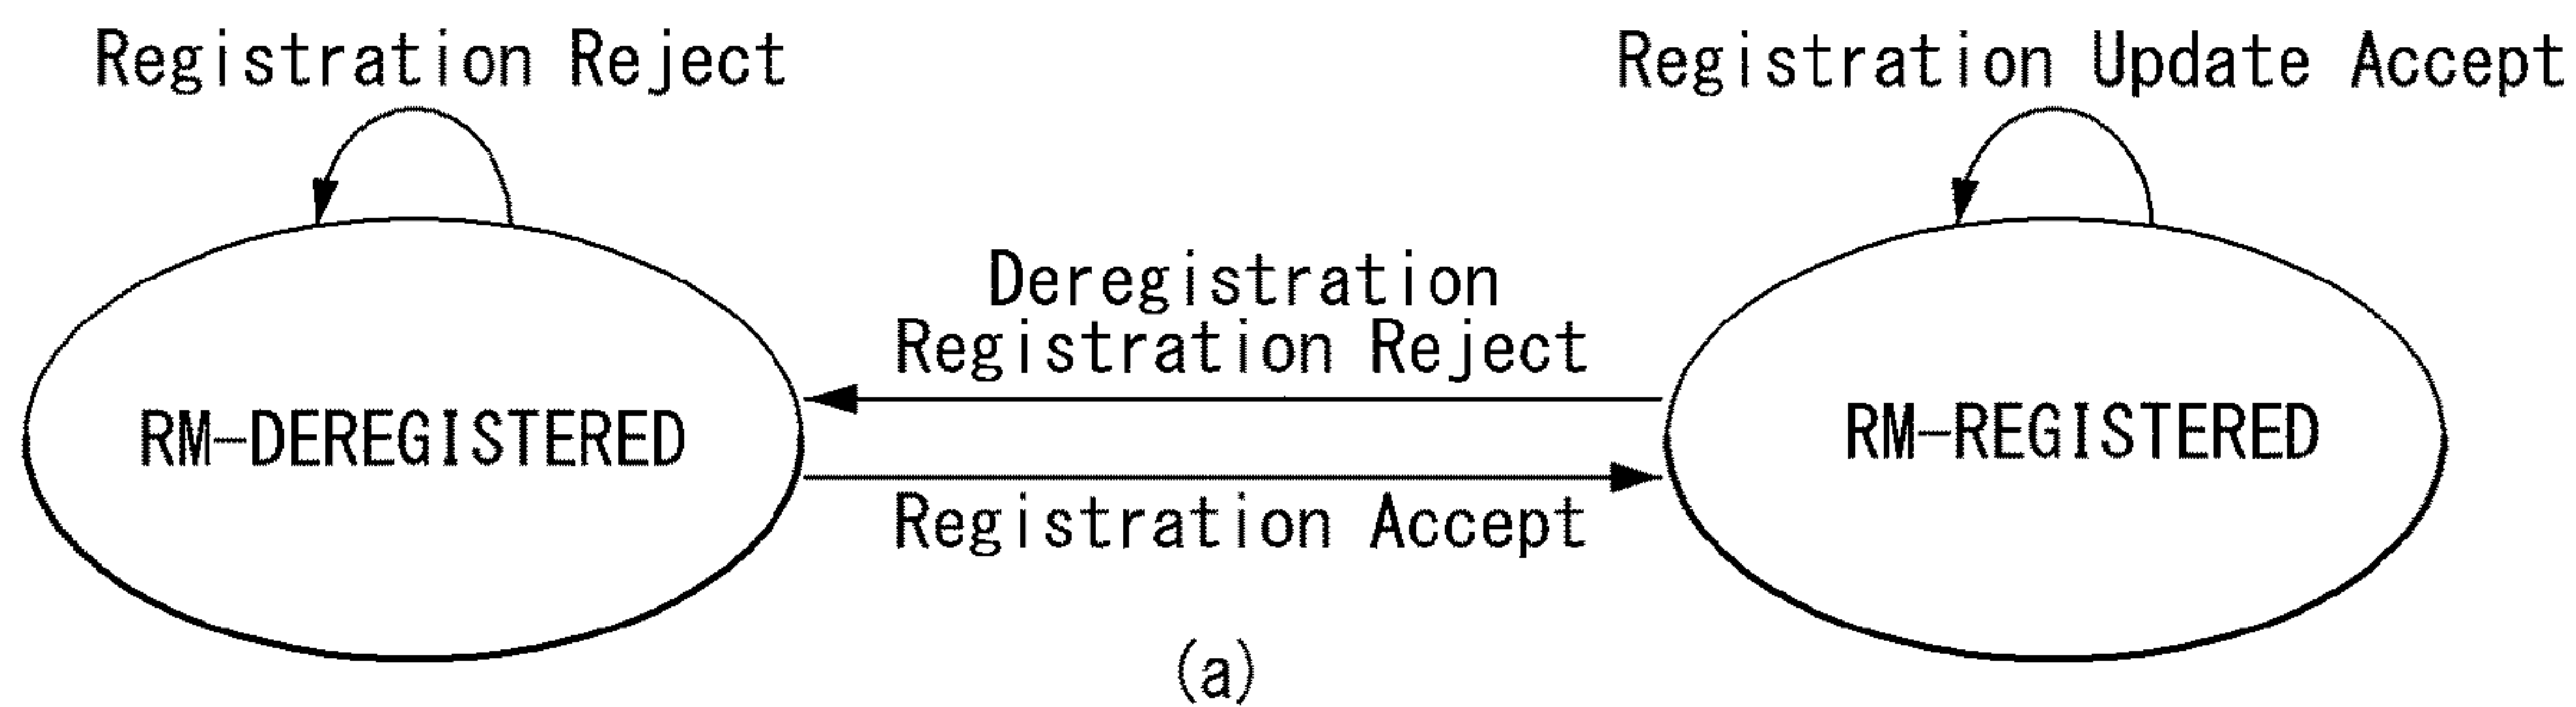 Registration Reject
Registration Update Accept
Deregistration
Registration Reject
RM-DEREGISTERED
RM-REGISTERED
Registration Accept
(a)